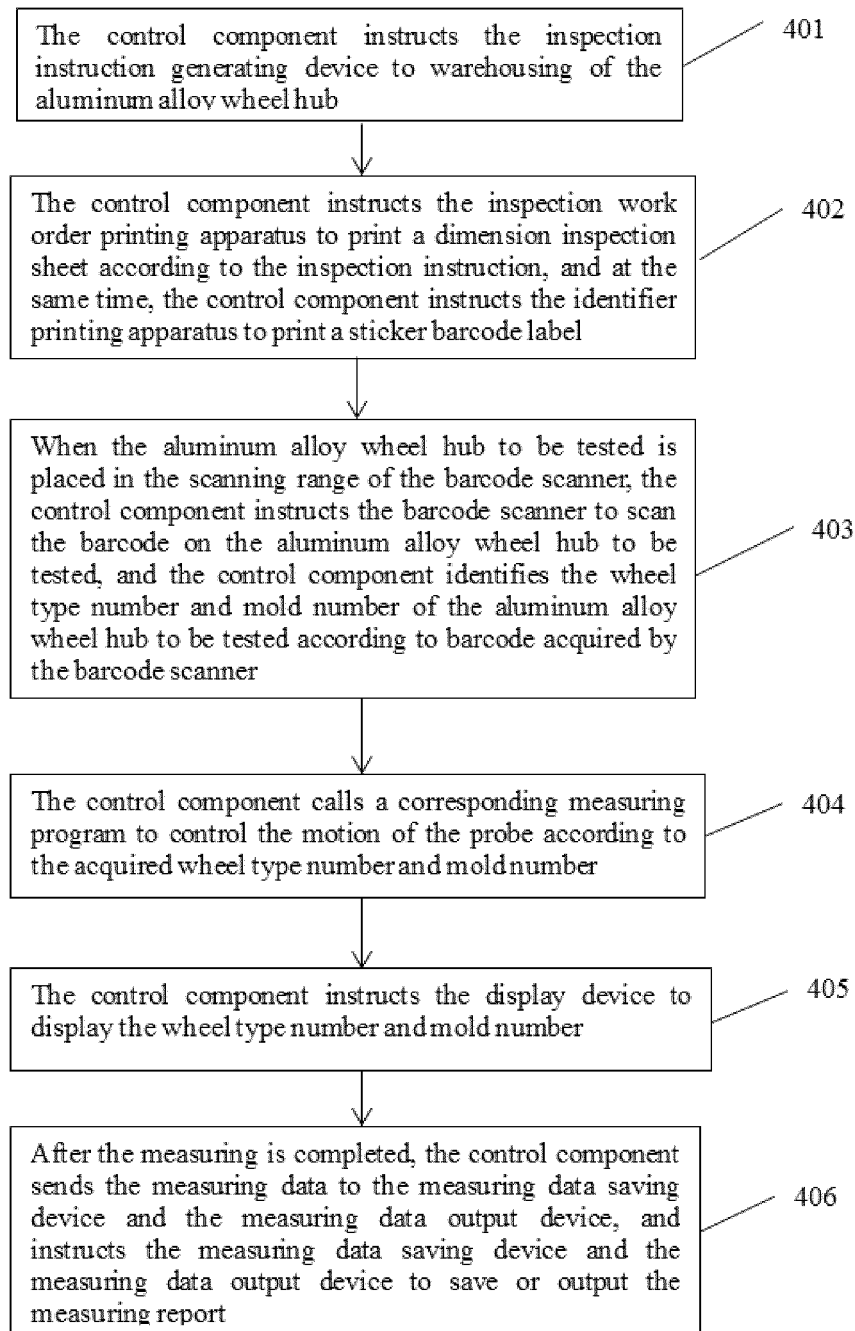 The control component instructs the inspection
instruction generating device to warehousing of the
aluminum alloy wheel hub
401
The control component instructs the inspection work
order printing apparatus to print a dimension inspection
sheet according to the inspection instruction, and at the
same time, the control component instructs the identifier
printing apparatus to print a sticker barcode label
402
When the aluminum alloy wheel hub to be tested is
placed in the scanning range of the barcode scanner, the
control component instructs the barcode scanner to scan
the barcode on the aluminum alloy wheel hub to be
tested, and the control component identifies the wheel
type number and mold number of the aluminum alloy
wheel hub to be tested according to barcode acquired by
the barcode scanner
403
The control component calls a corresponding measuring
program to control the motion of the probe according to
the acquired wheel type number and mold number
404
The control component instructs the display device to
display the wheel type number and mold number
405
After the measuring is completed, the control component
sends the measuring data to the measuring data saving
device and the measuring data output device, and
instructs the measuring data saving device and the
measuring data output device to save or output the
measuring report
406